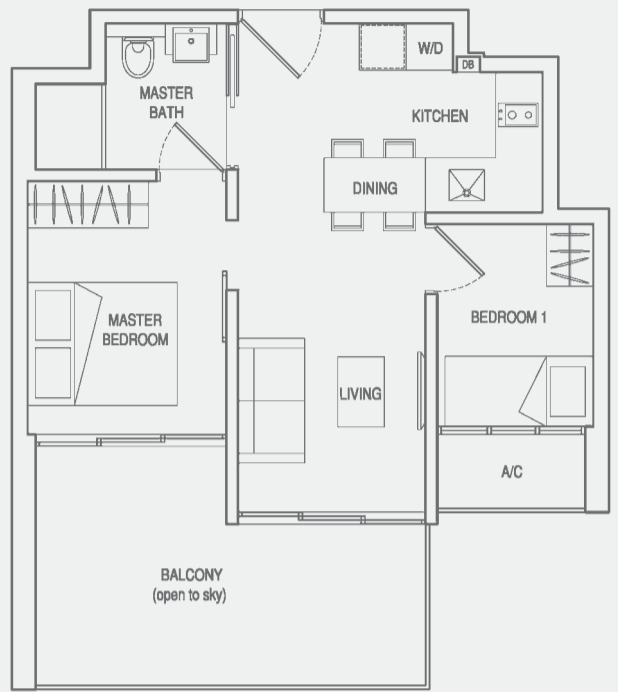 W/D
DB
MASTER
BATH
KITCHEN
DINING
MASTER
BEDROOM
BEDROOM 1
LIVING
A/C
BALCONY
(open to sky)